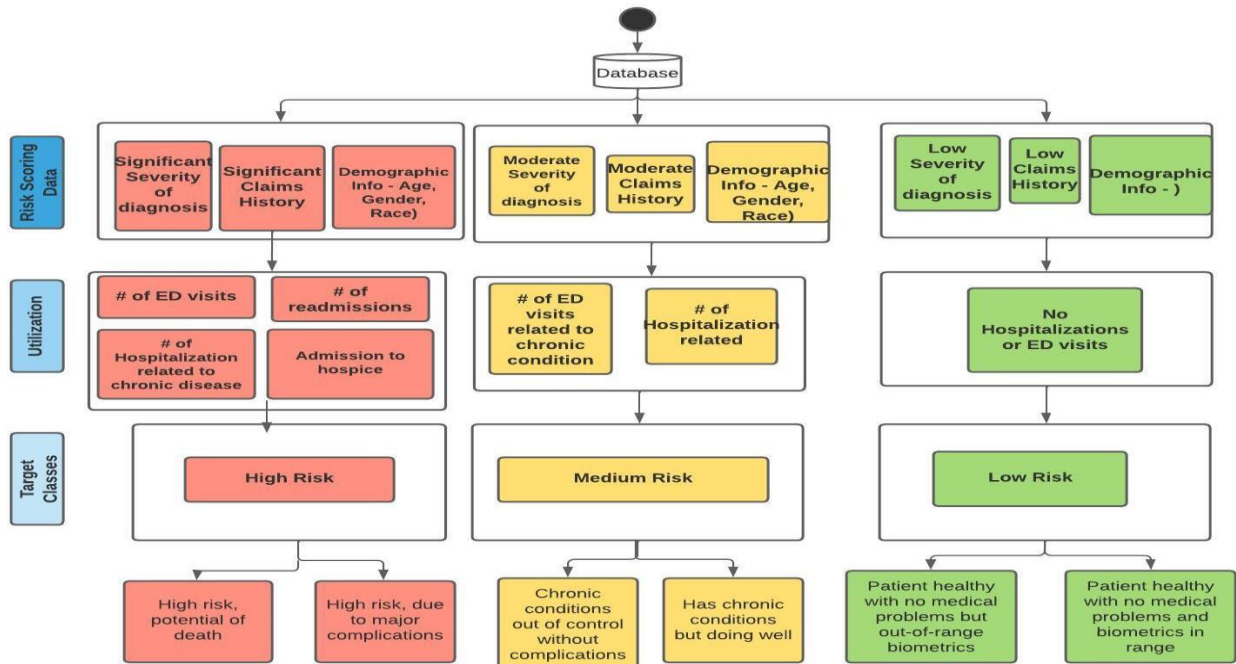 Database
Risk Scoring
Data
Significant
Severity
of
diagnosis
Significant
Claims
History
Demographic
Info - Age,
Gender,
Race)
Moderate
Severity
of
diagnosis
Moderate
Claims
History
Demographic
Info - Age,
Gender,
Race)
Low
Severity
of
diagnosis
Low
Claims
History
Demographic
Info - )
Utilization
# of ED visits
# of
readmissions
# of
Hospitalization
related to
chronic disease
Admission to
hospice
# of ED
visits
related to
chronic
condition
# of
Hospitalization
related
No
Hospitalizations
or ED visits
Target
Classes
High Risk
Medium Risk
Low Risk
High risk,
potential of
death
High risk, due
to major
complications
Chronic
conditions
out of control
without
complications
Has chronic
conditions
but doing well
Patient healthy
with no medical
problems but
out-of-range
biometrics
Patient healthy
with no medical
problems and
biometrics in
range